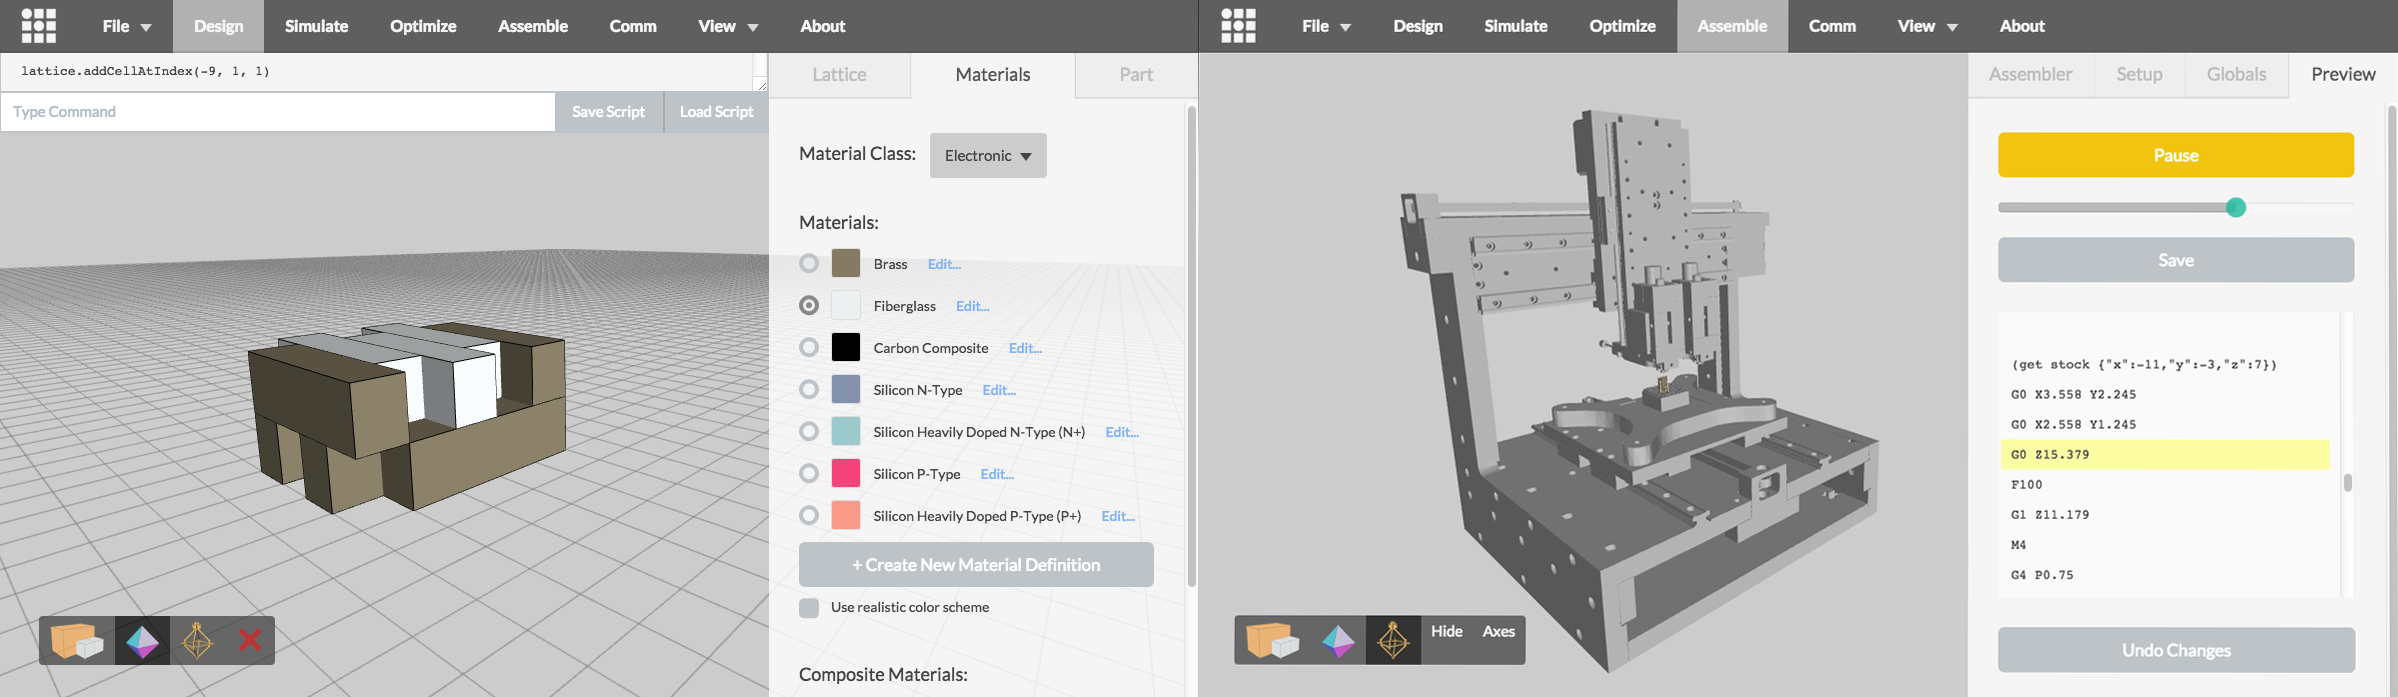 File Design Simulate Optimize Assemble Comm View About
lattice.addCellAtIndex(-9, 1, 1)
Type Command Save Script Load Script
Lattice Materials Part
Material Class: Electronic
Materials:
Brass Edit...
Fiberglass Edit...
Carbon Composite Edit...
Silicon N-Type Edit...
Silicon Heavily Doped N-Type (N+) Edit...
Silicon P-Type Edit...
Silicon Heavily Doped P-Type (P+) Edit...
+ Create New Material Definition
Use realistic color scheme
Composite Materials:
File Design Simulate Optimize Assemble Comm View About
Assembler Setup Globals Preview
Pause
Save
(get stock {"x":-11,"y":-3,"z":7})
G0 X3.558 Y2.245
G0 X2.558 Y1.245
G0 Z15.379
F100
G1 Z11.179
M4
G4 P0.75
Hide Axes
Undo Changes